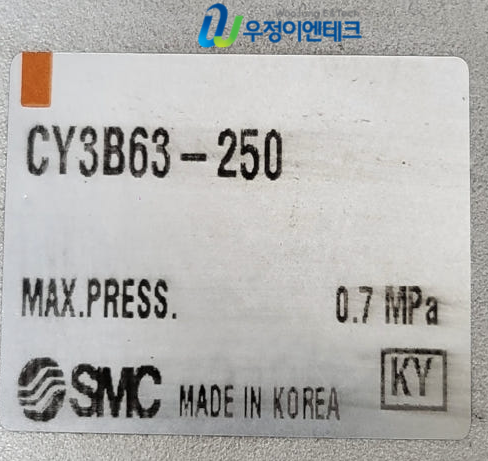 우정이엔테크
CY3B63-250
MAX.PRESS. 0.7 MPa
SMC MADE IN KOREA KY